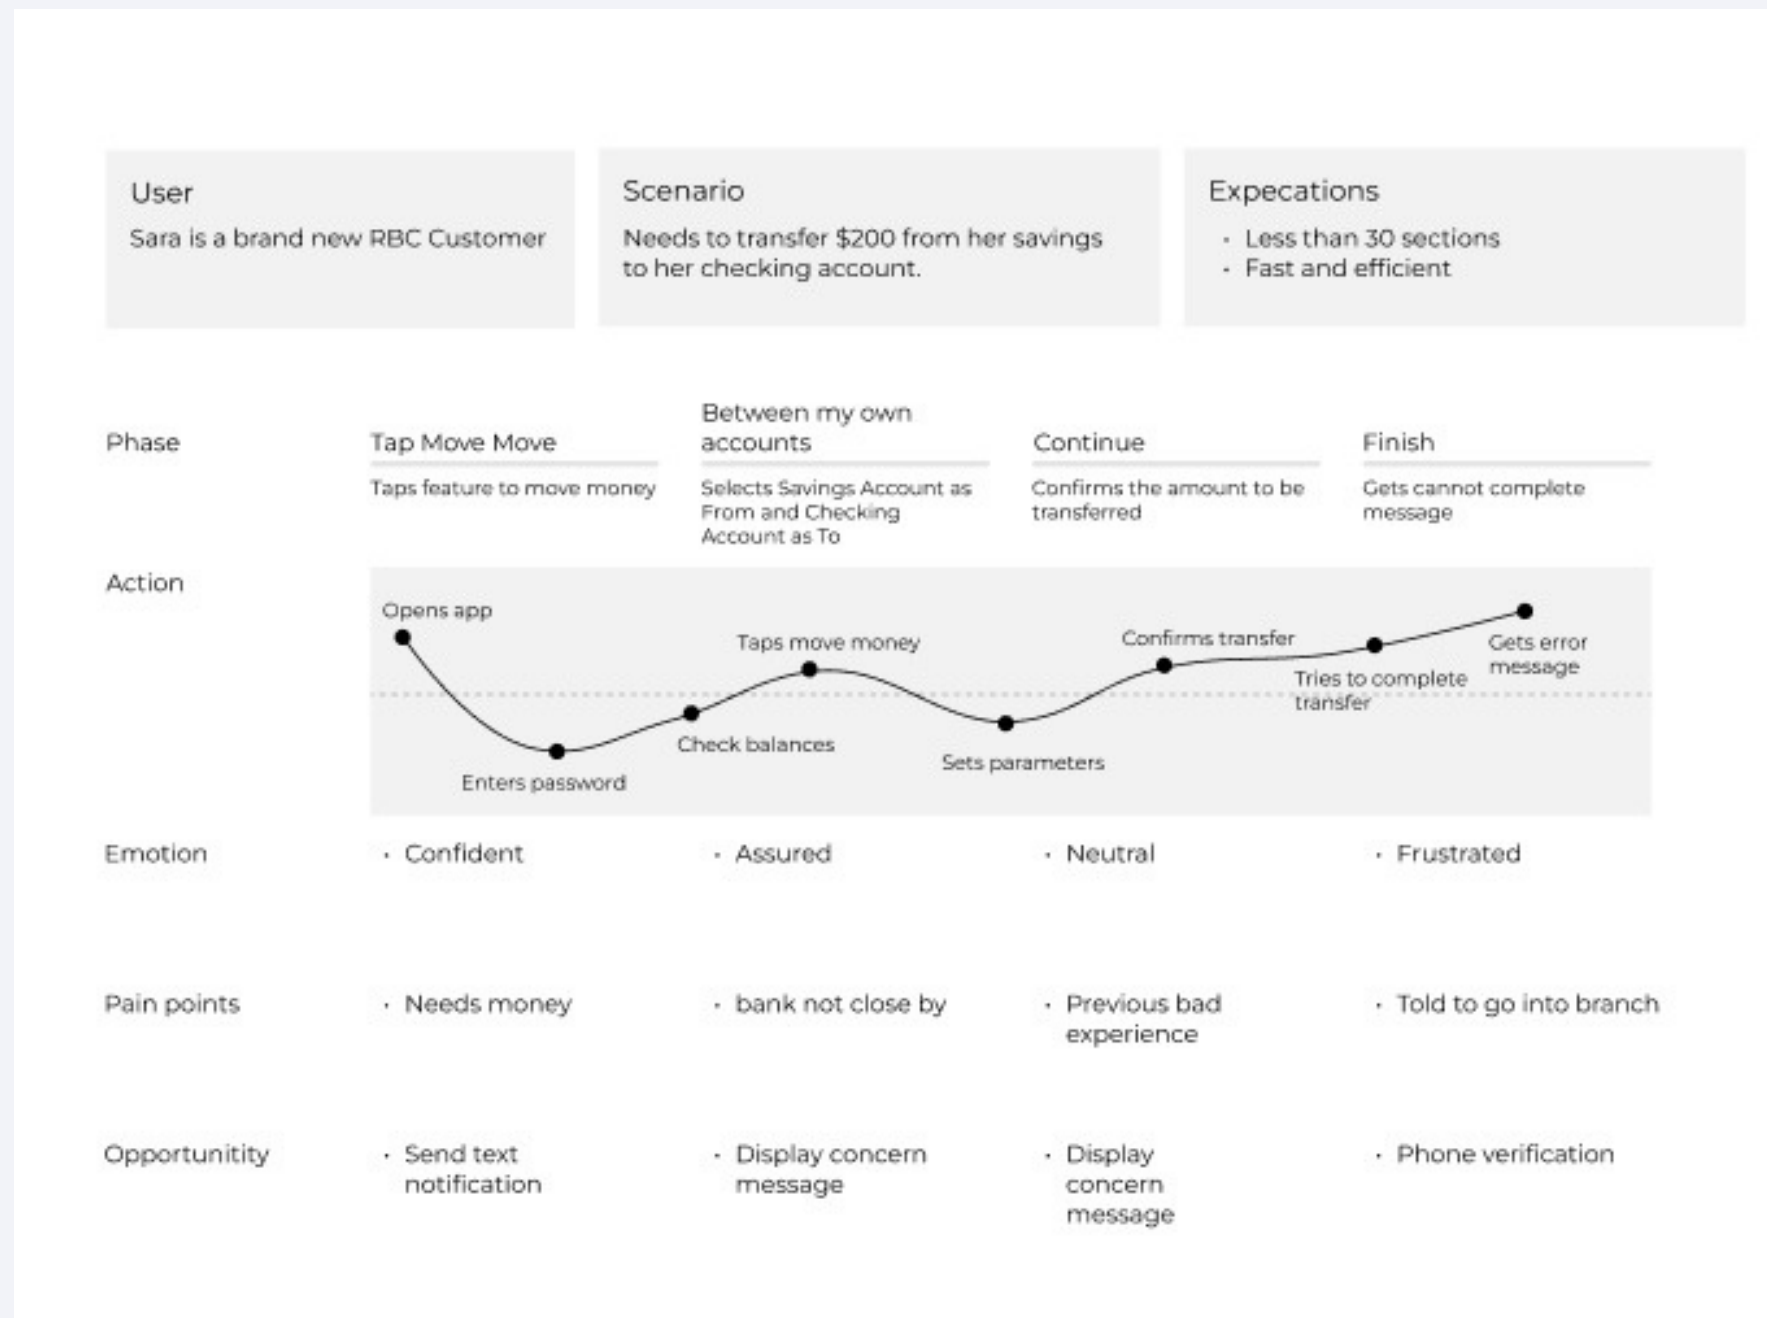 User
Sara is a brand new RBC Customer
Scenario
Needs to transfer $200 from her savings
to her checking account.
Expecations
· Less than 30 sections
· Fast and efficient
Phase
Tap Move Move
Taps feature to move money
Between my own
accounts
Selects Savings Account as
From and Checking
Account as To
Continue
Confirms the amount to be
transferred
Finish
Gets cannot complete
message
Action
Opens app
Enters password
Check balances
Taps move money
Sets parameters
Confirms transfer
Tries to complete
transfer
Gets error
message
Emotion
· Confident
· Assured
· Neutral
· Frustrated
Pain points
· Needs money
· bank not close by
· Previous bad
experience
· Told to go into branch
Opportunitity
· Send text
notification
· Display concern
message
· Display
concern
message
· Phone verification